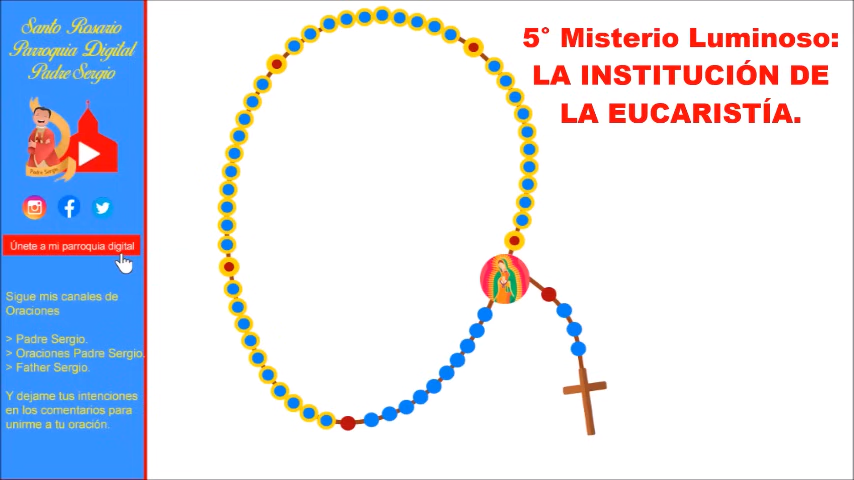 Santo Rosario
Parroquia Digital
Padre Sergio
Padre Sergio
Únete a mi parroquia digital
Sigue mis canales de
Oraciones
> Padre Sergio.
> Oraciones Padre Sergio.
> Father Sergio.
Y dejame tus intenciones
en los comentarios para
unirme a tu oración.
5° Misterio Luminoso:
LA INSTITUCIÓN DE
LA EUCARISTÍA.